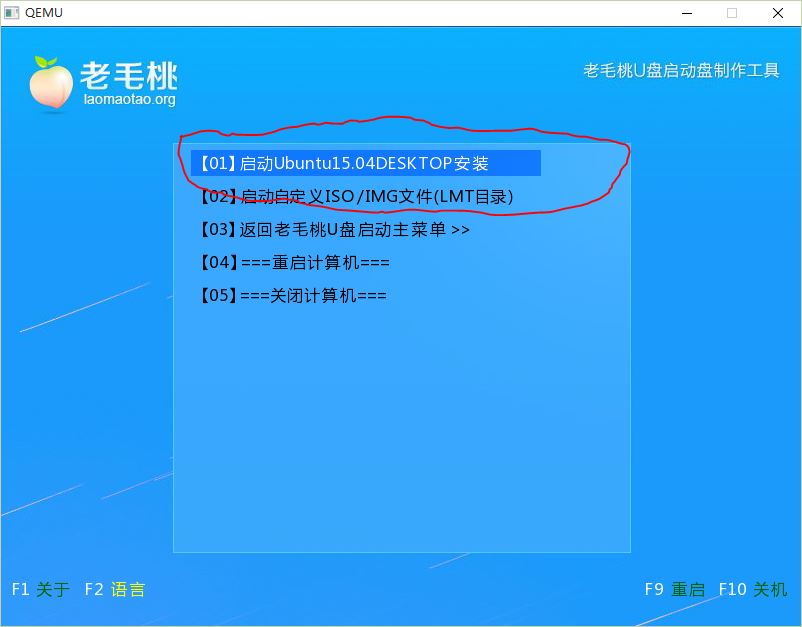 QEMU
老毛桃
laomaotao.org
老毛桃U盘启动盘制作工具
【01】启动Ubuntu15.04DESKTOP安装
【02】启动自定义ISO/IMG文件(LMT目录)
【03】返回老毛桃U盘启动主菜单 >>
【04】===重启计算机===
【05】===关闭计算机===
F1 关于 F2 语言 F9 重启 F10 关机